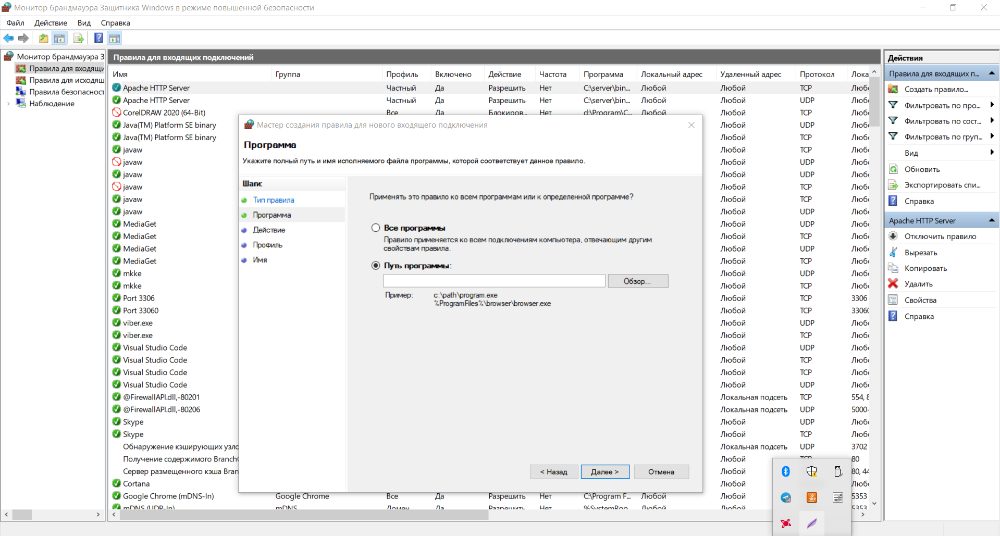 Монитор брандмауэра Защитника Windows в режиме повышенной безопасности
Файл Действие Вид Справка
Монитор брандмауэра З
Правила для входящи
Правила для исходящ
Правила безопасност
Наблюдение
Правила для входящих подключений
Имя Группа Профиль Включено Действие Частота Программа Локальный адрес Удаленный адрес Протокол Лока
Apache HTTP Server Частный Да Разрешить Нет C:\server\bin... Любой Любой TCP Любо
Apache HTTP Server Частный Да Разрешить Нет C:\server\bin... Любой Любой UDP Любо
CorelDRAW 2020 (64-Bit) Все Да Блокиров... Нет d:\Program\C... Любой Любой TCP Любо
Java(TM) Platform SE binary Любой UDP Любо
Java(TM) Platform SE binary Любой TCP Любо
javaw Любой TCP Любо
javaw Любой UDP Любо
javaw Любой UDP Любо
javaw Любой TCP Любо
javaw Любой TCP Любо
javaw Любой UDP Любо
MediaGet Любой UDP Любо
MediaGet Любой TCP Любо
MediaGet Любой UDP Любо
MediaGet Любой TCP Любо
mkke Любой UDP Любо
mkke Любой TCP Любо
Port 3306 Любой TCP 3306
Port 33060 Любой TCP 33060
viber.exe Любой UDP Любо
viber.exe Любой TCP Любо
Visual Studio Code Любой UDP Любо
Visual Studio Code Любой TCP Любо
Visual Studio Code Любой TCP Любо
Visual Studio Code Любой UDP Любо
@FirewallAPI.dll,-80201 Локальная подсеть TCP 554, 8
@FirewallAPI.dll,-80206 Локальная подсеть UDP 5000-
Skype Любой UDP Любо
Skype Любой TCP Любо
Обнаружение кэширующих узло Локальная подсеть UDP 3702
Получение содержимого Branch Любой TCP 80
Сервер размещенного кэша Bran Любой 80, 44
Cortana Любой Любо
Google Chrome (mDNS-In) Google Chrome Все Да Разрешить Нет C:\Program F... Любой Любой 5353
mDNS (UDP-In) mDNS Домен Да Разрешить Нет %SystemRoo Любой Любой 5353
Мастер создания правила для нового входящего подключения
Программа
Укажите полный путь и имя исполняемого файла программы, которой соответствует данное правило.
Шаги:
Тип правила
Программа
Действие
Профиль
Имя
Применять это правило ко всем программам или к определенной программе?
Все программы
Правило применяется ко всем подключениям компьютера, отвечающим другим
свойствам правила.
Путь программы:
Обзор...
Пример: c:\path\program.exe
%ProgramFiles%\browser\browser.exe
< Назад Далее > Отмена
Действия
Правила для входящих п...
Создать правило...
Фильтровать по про...
Фильтровать по сост...
Фильтровать по груп...
Вид
Обновить
Экспортировать спи...
Справка
Apache HTTP Server
Отключить правило
Вырезать
Копировать
Удалить
Свойства
Справка